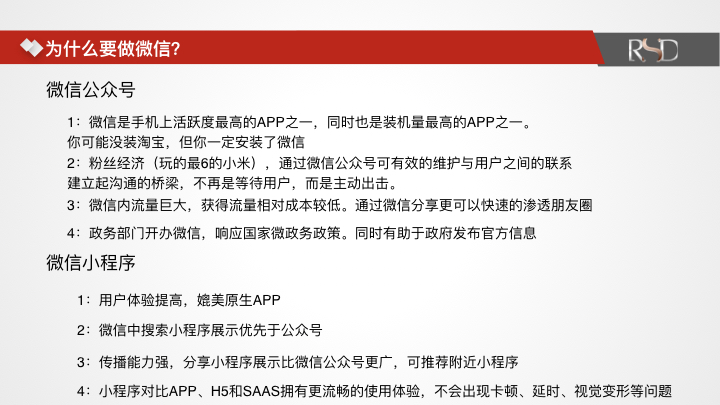 为什么要做微信?
RSD
微信公众号
1：微信是手机上活跃度最高的APP之一，同时也是装机量最高的APP之一。
你可能没装淘宝，但你一定安装了微信
2：粉丝经济（玩的最6的小米），通过微信公众号可有效的维护与用户之间的联系
建立起沟通的桥梁，不再是等待用户，而是主动出击。
3：微信内流量巨大，获得流量相对成本较低。通过微信分享更可以快速的渗透朋友圈
4：政务部门开办微信，响应国家微政务政策。同时有助于政府发布官方信息
微信小程序
1：用户体验提高，媲美原生APP
2：微信中搜索小程序展示优先于公众号
3：传播能力强，分享小程序展示比微信公众号更广，可推荐附近小程序
4：小程序对比APP、H5和SAAS拥有更流畅的使用体验，不会出现卡顿、延时、视觉变形等问题